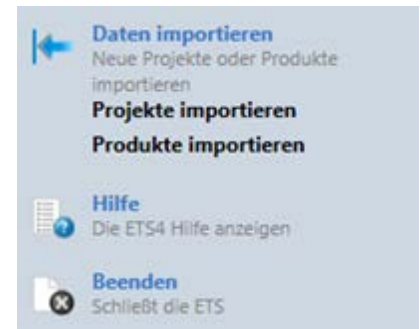 Daten importieren
Neue Projekte oder Produkte
importieren
Projekte importieren
Produkte importieren
Hilfe
Die ETS4 Hilfe anzeigen
Beenden
Schließt die ETS